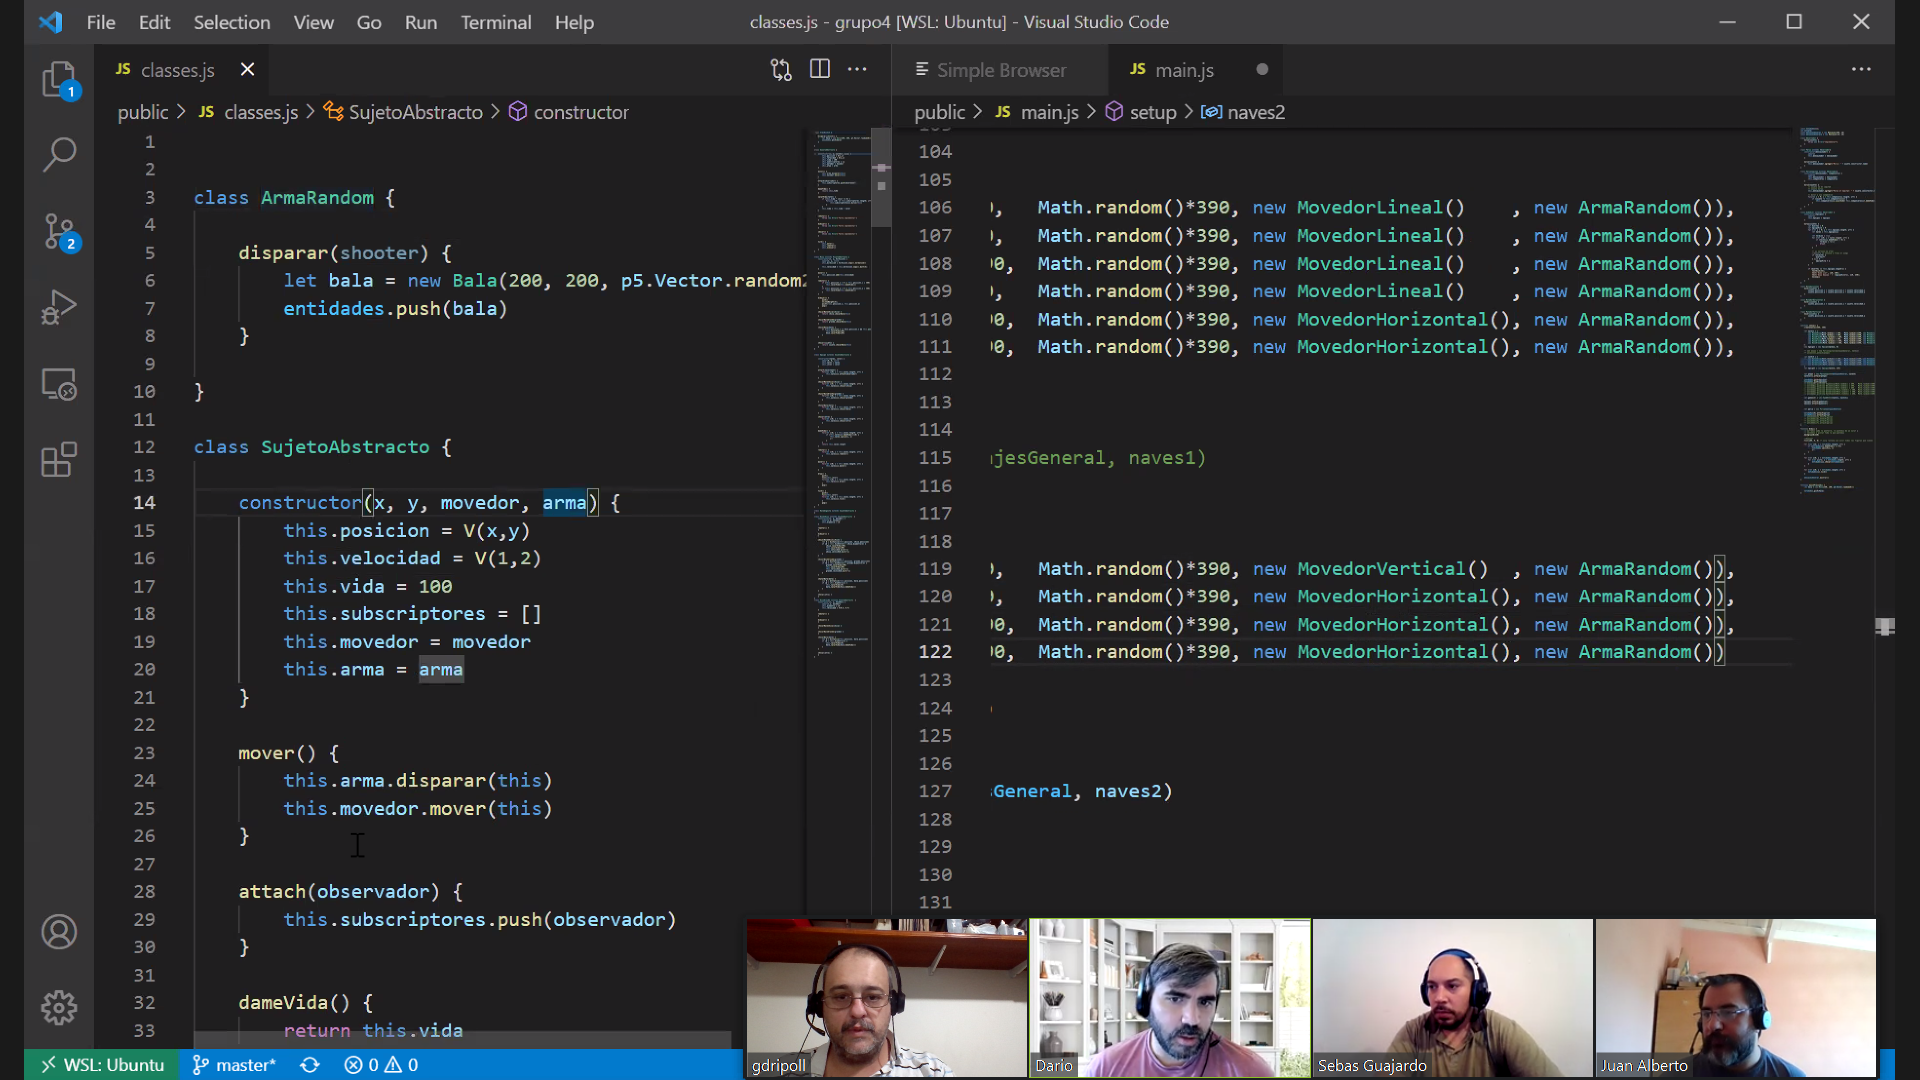 File Edit Selection View Go Run Terminal Help
classes.js - grupo4 [WSL: Ubuntu] - Visual Studio Code
JS classes.js
public > JS classes.js > SujetoAbstracto > constructor
1
2
3 class ArmaRandom {
4
5 disparar(shooter) {
6 let bala = new Bala(200, 200, p5.Vector.random2
7 entidades.push(bala)
8 }
9
10 }
11
12 class SujetoAbstracto {
13
14 constructor(x, y, movedor, arma) {
15 this.posicion = V(x,y)
16 this.velocidad = V(1,2)
17 this.vida = 100
18 this.subscriptores = []
19 this.movedor = movedor
20 this.arma = arma
21 }
22
23 mover() {
24 this.arma.disparar(this)
25 this.movedor.mover(this)
26 }
27
28 attach(observador) {
29 this.subscriptores.push(observador)
30 }
31
32 dameVida() {
33 return this.vida
Simple Browser
JS main.js
public > JS main.js > setup > naves2
104
105
106 ), Math.random()*390, new MovedorLineal() , new ArmaRandom()),
107 ), Math.random()*390, new MovedorLineal() , new ArmaRandom()),
108 00, Math.random()*390, new MovedorLineal() , new ArmaRandom()),
109 ), Math.random()*390, new MovedorLineal() , new ArmaRandom()),
110 00, Math.random()*390, new MovedorHorizontal(), new ArmaRandom()),
111 00, Math.random()*390, new MovedorHorizontal(), new ArmaRandom()),
112
113
114
115 ajesGeneral, naves1)
116
117
118
119 ), Math.random()*390, new MovedorVertical() , new ArmaRandom()),
120 ), Math.random()*390, new MovedorHorizontal(), new ArmaRandom()),
121 00, Math.random()*390, new MovedorHorizontal(), new ArmaRandom()),
122 00, Math.random()*390, new MovedorHorizontal(), new ArmaRandom())
123
124
125
126
127 sGeneral, naves2)
128
129
130
131
1
2
gdripoll
Dario
Sebas Guajardo
Juan Alberto
WSL: Ubuntu master* 0 0